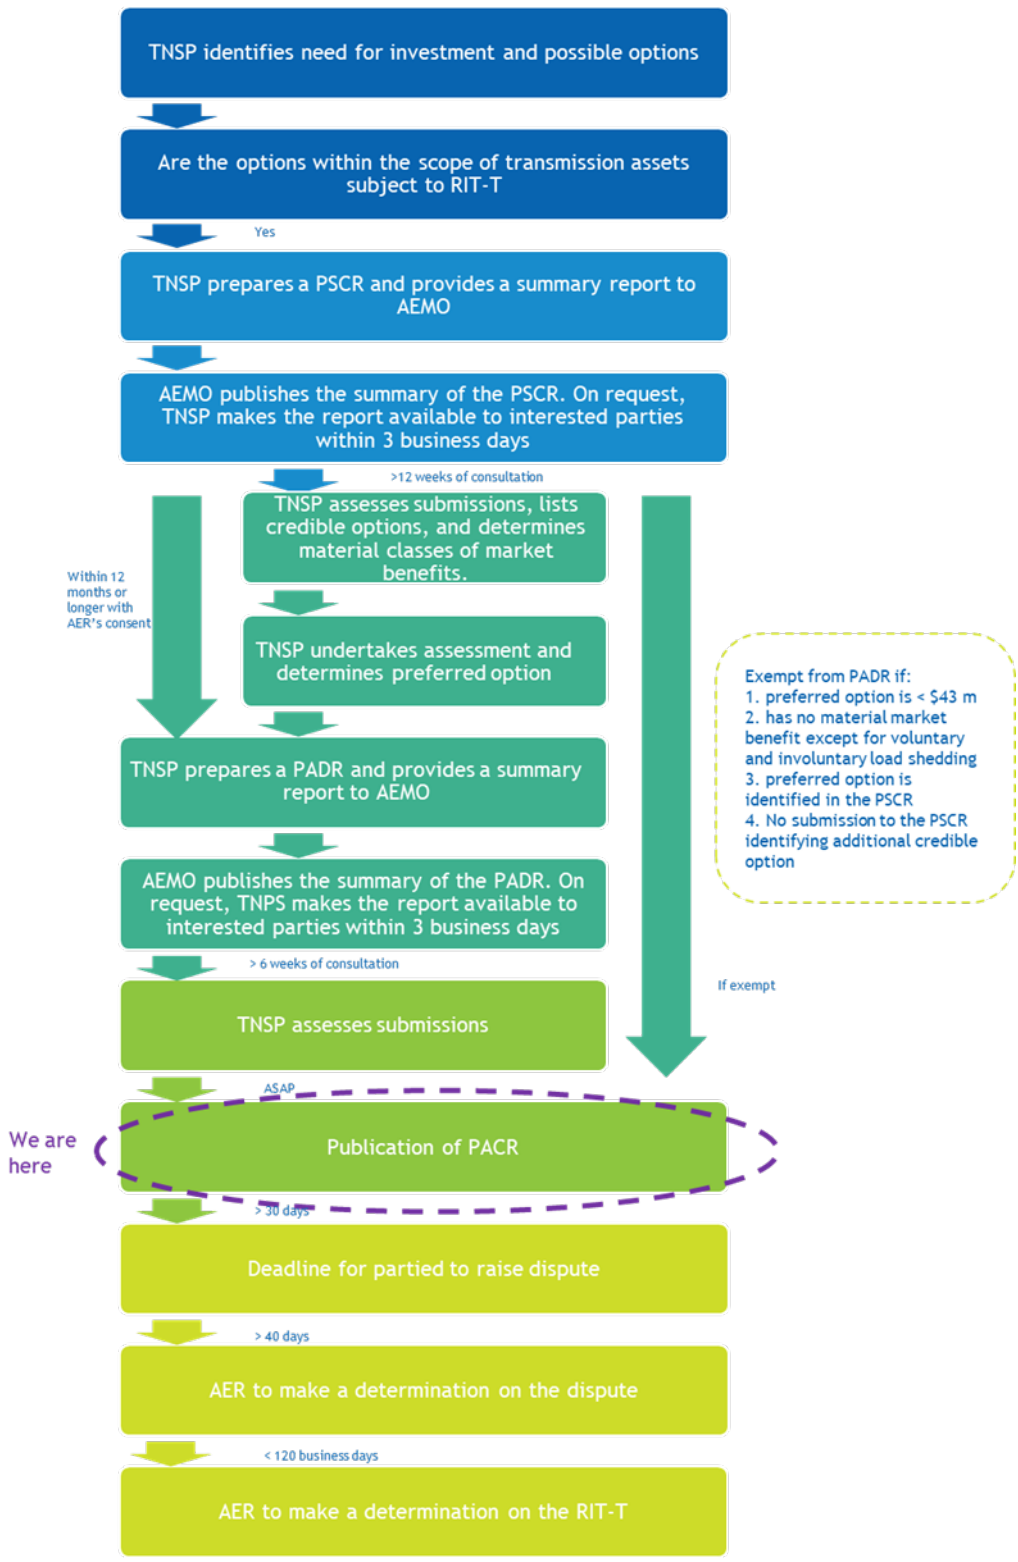 TNSP identifies need for investment and possible options
Are the options within the scope of transmission assets
subject to RIT-T
Yes
TNSP prepares a PSCR and provides a summary report to
AEMO
AEMO publishes the summary of the PSCR. On request,
TNSP makes the report available to interested parties
within 3 business days
>12 weeks of consultation
TNSP assesses submissions, lists
credible options, and determines
material classes of market
benefits.
Within 12
months or
longer with
AER's consent
TNSP undertakes assessment and
determines preferred option
Exempt from PADR if:
1. preferred option is < $43 m
2. has no material market
benefit except for voluntary
and involuntary load shedding
3. preferred option is
identified in the PSCR
4. No submission to the PSCR
identifying additional credible
option
TNSP prepares a PADR and provides a summary
report to AEMO
AEMO publishes the summary of the PADR. On
request, TNPS makes the report available to
interested parties within 3 business days
> 6 weeks of consultation
If exempt
TNSP assesses submissions
ASAP
We are
here
Publication of PACR
> 30 days
Deadline for partied to raise dispute
> 40 days
AER to make a determination on the dispute
< 120 business days
AER to make a determination on the RIT-T